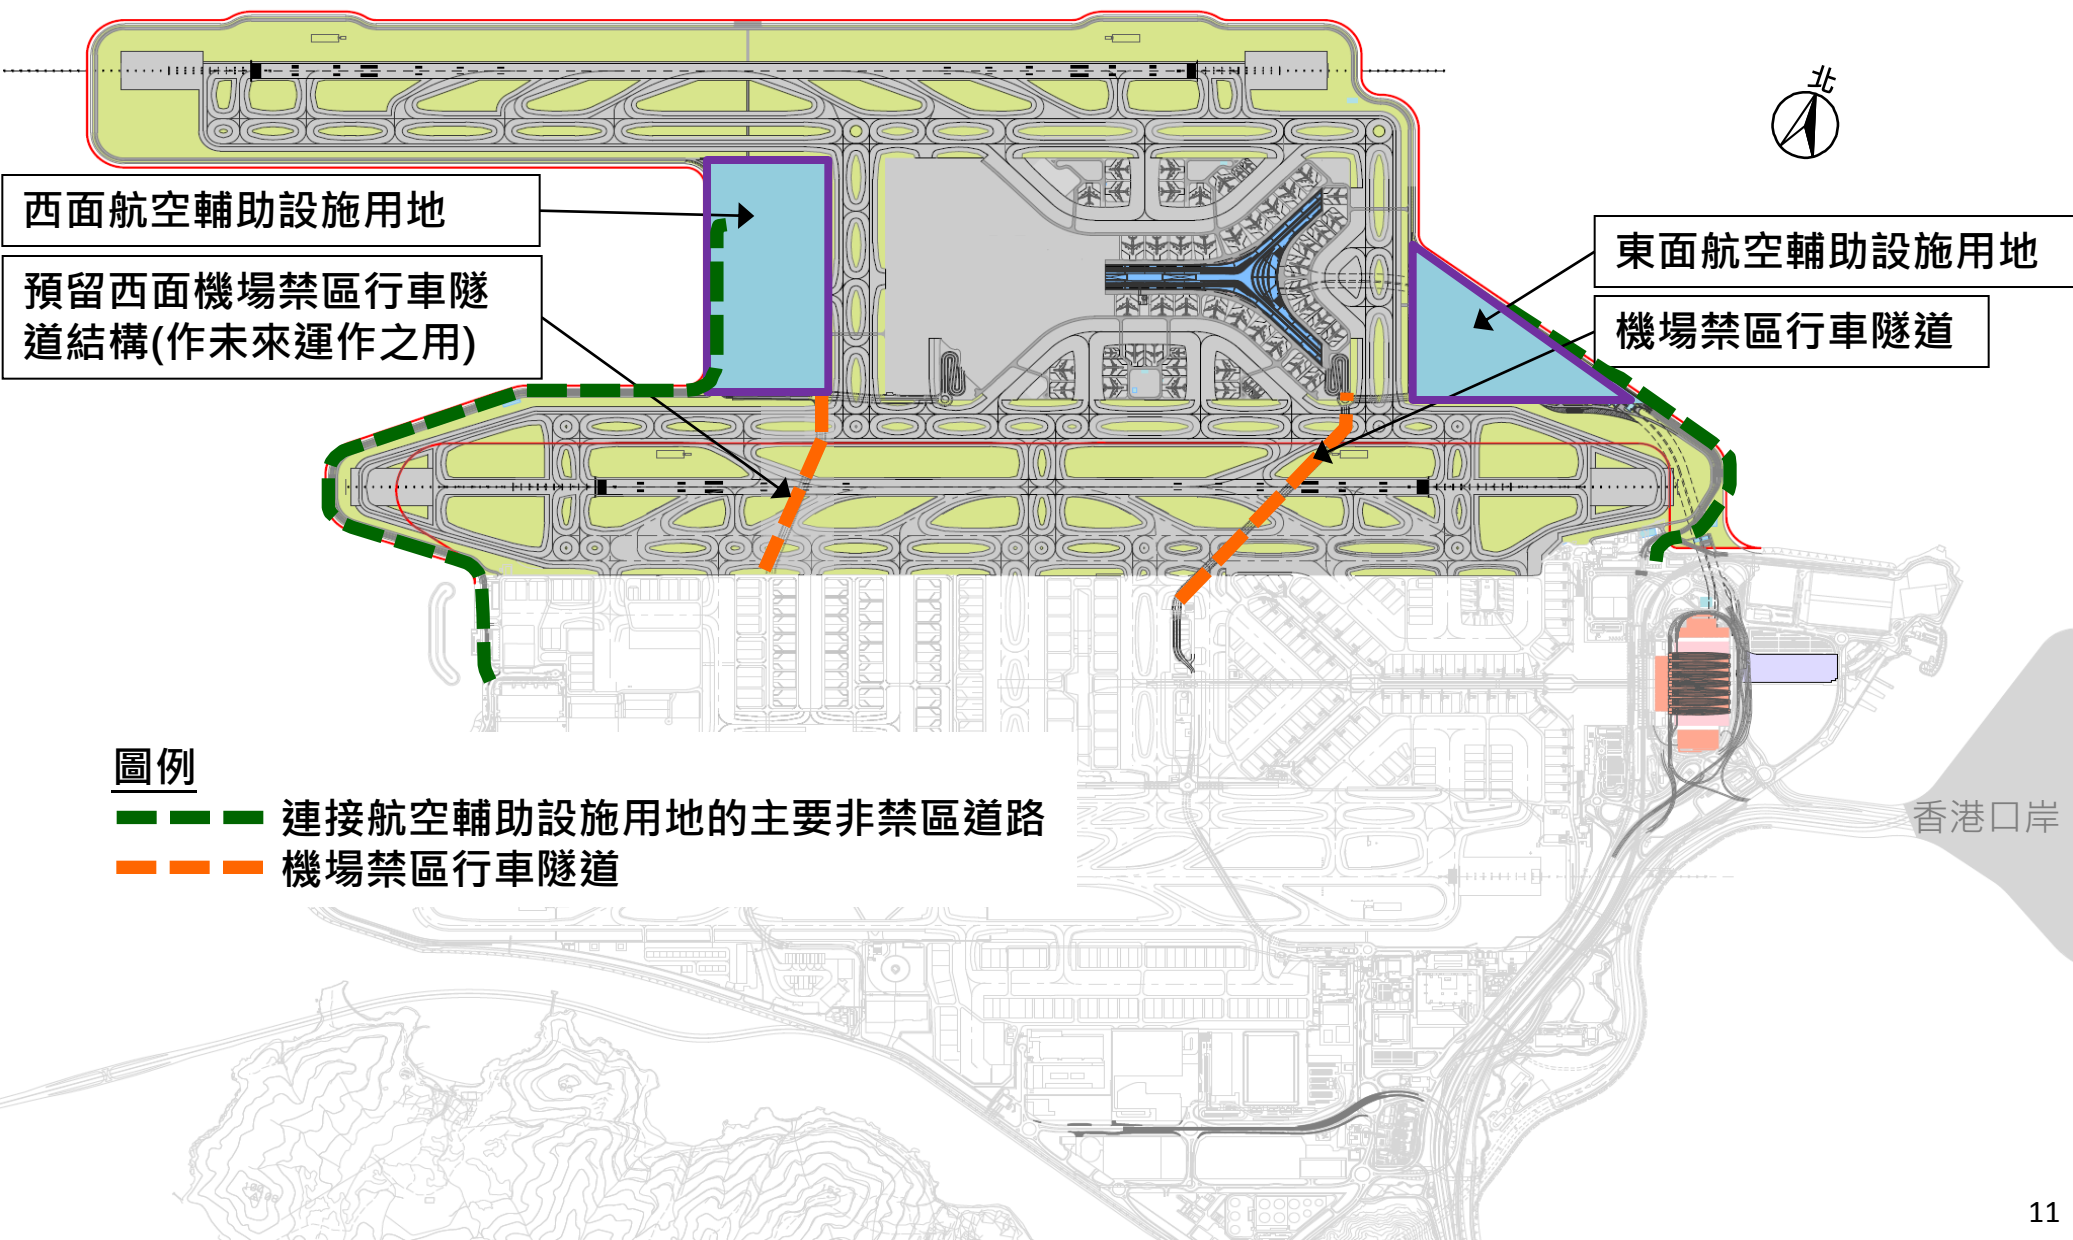 北
西面航空輔助設施用地
預留西面機場禁區行車隧
道結構(作未來運作之用)
東面航空輔助設施用地
機場禁區行車隧道
圖例
連接航空輔助設施用地的主要非禁區道路
機場禁區行車隧道
香港口岸
11